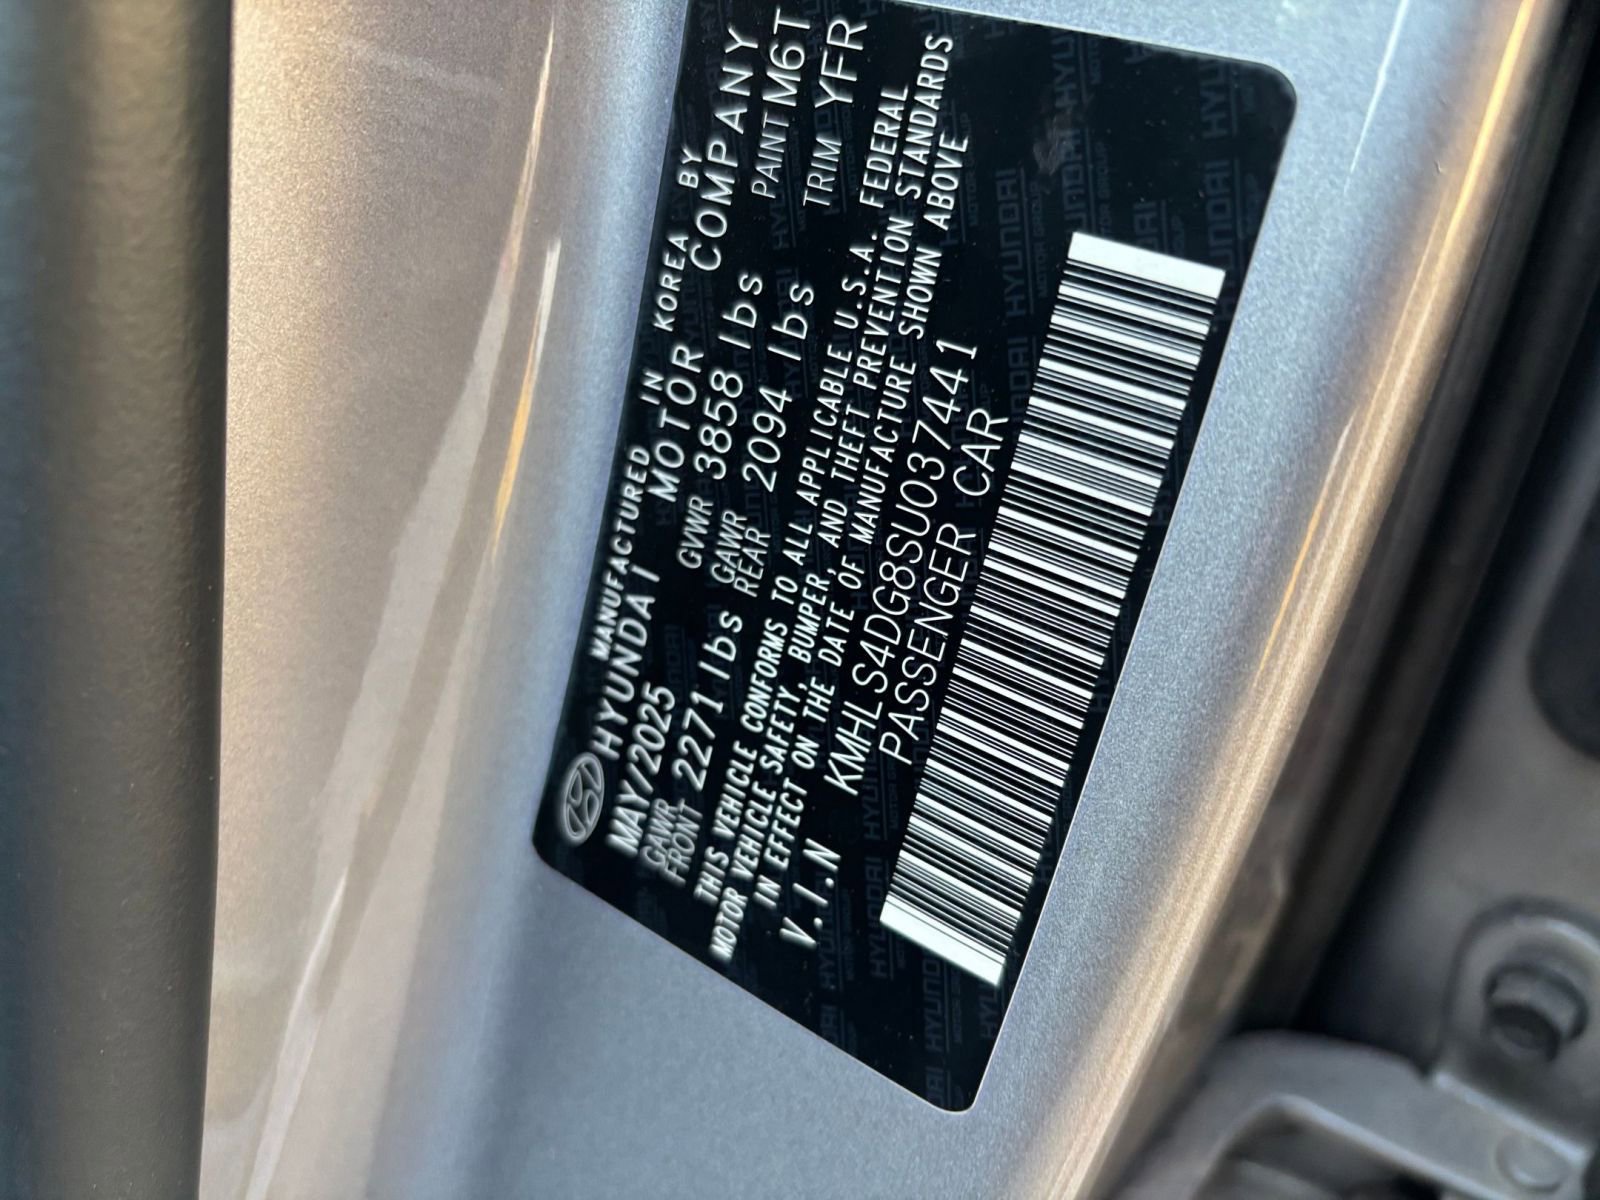 MANUFACTURED IN KOREA BY
HYUNDAI MOTOR COMPANY
MAY/2025 GVWR 3858 lbs PAINT M6T
GAWR FRONT 2271 lbs GAWR REAR 2094 lbs TRIM YFR
THIS VEHICLE CONFORMS TO ALL APPLICABLE U.S.A. FEDERAL
MOTOR VEHICLE SAFETY, BUMPER, AND THEFT PREVENTION STANDARDS
IN EFFECT ON THE DATE OF MANUFACTURE SHOWN ABOVE
V.I.N KMHLS4DG8SU037441
PASSENGER CAR